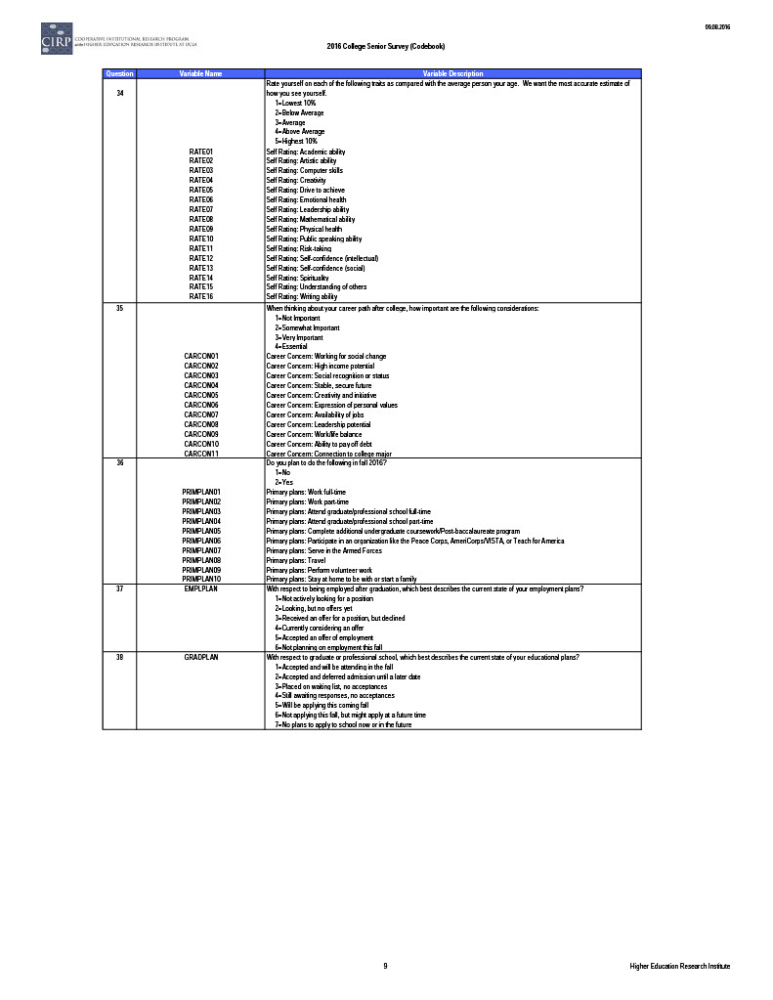 09.08.2016
CIRP
COOPERATIVE INSTITUTIONAL RESEARCH PROGRAM
at the HIGHER EDUCATION RESEARCH INSTITUTE AT UCLA
2016 College Senior Survey (Codebook)
Question Variable Name Variable Description
34 Rate yourself on each of the following traits as compared with the average person your age. We want the most accurate estimate of
how you see yourself.
1=Lowest 10%
2=Below Average
3=Average
4=Above Average
5=Highest 10%
RATE01 Self Rating: Academic ability
RATE02 Self Rating: Artistic ability
RATE03 Self Rating: Computer skills
RATE04 Self Rating: Creativity
RATE05 Self Rating: Drive to achieve
RATE06 Self Rating: Emotional health
RATE07 Self Rating: Leadership ability
RATE08 Self Rating: Mathematical ability
RATE09 Self Rating: Physical health
RATE10 Self Rating: Public speaking ability
RATE11 Self Rating: Risk-taking
RATE12 Self Rating: Self-confidence (intellectual)
RATE13 Self Rating: Self-confidence (social)
RATE14 Self Rating: Spirituality
RATE15 Self Rating: Understanding of others
RATE16 Self Rating: Writing ability
35 When thinking about your career path after college, how important are the following considerations:
1=Not Important
2=Somewhat Important
3=Very Important
4=Essential
CARCON01 Career Concern: Working for social change
CARCON02 Career Concern: High income potential
CARCON03 Career Concern: Social recognition or status
CARCON04 Career Concern: Stable, secure future
CARCON05 Career Concern: Creativity and initiative
CARCON06 Career Concern: Expression of personal values
CARCON07 Career Concern: Availability of jobs
CARCON08 Career Concern: Leadership potential
CARCON09 Career Concern: Work/life balance
CARCON10 Career Concern: Ability to pay off debt
CARCON11 Career Concern: Connection to college major
36 Do you plan to do the following in fall 2016?
1=No
2=Yes
PRIMPLAN01 Primary plans: Work full-time
PRIMPLAN02 Primary plans: Work part-time
PRIMPLAN03 Primary plans: Attend graduate/professional school full-time
PRIMPLAN04 Primary plans: Attend graduate/professional school part-time
PRIMPLAN05 Primary plans: Complete additional undergraduate coursework/Post-baccalaureate program
PRIMPLAN06 Primary plans: Participate in an organization like the Peace Corps, AmeriCorps/VISTA, or Teach for America
PRIMPLAN07 Primary plans: Serve in the Armed Forces
PRIMPLAN08 Primary plans: Travel
PRIMPLAN09 Primary plans: Perform volunteer work
PRIMPLAN10 Primary plans: Stay at home to be with or start a family
37 EMPLPLAN With respect to being employed after graduation, which best describes the current state of your employment plans?
1=Not actively looking for a position
2=Looking, but no offers yet
3=Received an offer for a position, but declined
4=Currently considering an offer
5=Accepted an offer of employment
6=Not planning on employment this fall
38 GRADPLAN With respect to graduate or professional school, which best describes the current state of your educational plans?
1=Accepted and will be attending in the fall
2=Accepted and deferred admission until a later date
3=Placed on waiting list, no acceptances
4=Still awaiting responses, no acceptances
5=Will be applying this coming fall
6=Not applying this fall, but might apply at a future time
7=No plans to apply to school now or in the future
9
Higher Education Research Institute